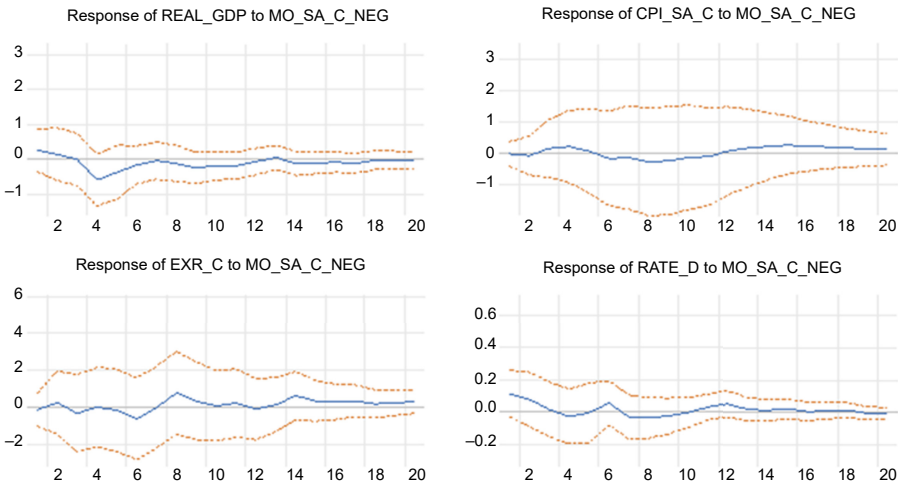 Response of REAL_GDP to MO_SA_C_NEG
3
2
1
0
–1
2 4 6 8 10 12 14 16 18 20
Response of CPI_SA_C to MO_SA_C_NEG
3
2
1
0
–1
2 4 6 8 10 12 14 16 18 20
Response of EXR_C to MO_SA_C_NEG
6
4
2
0
–2
2 4 6 8 10 12 14 16 18 20
Response of RATE_D to MO_SA_C_NEG
0.6
0.4
0.2
0.0
–0.2
2 4 6 8 10 12 14 16 18 20